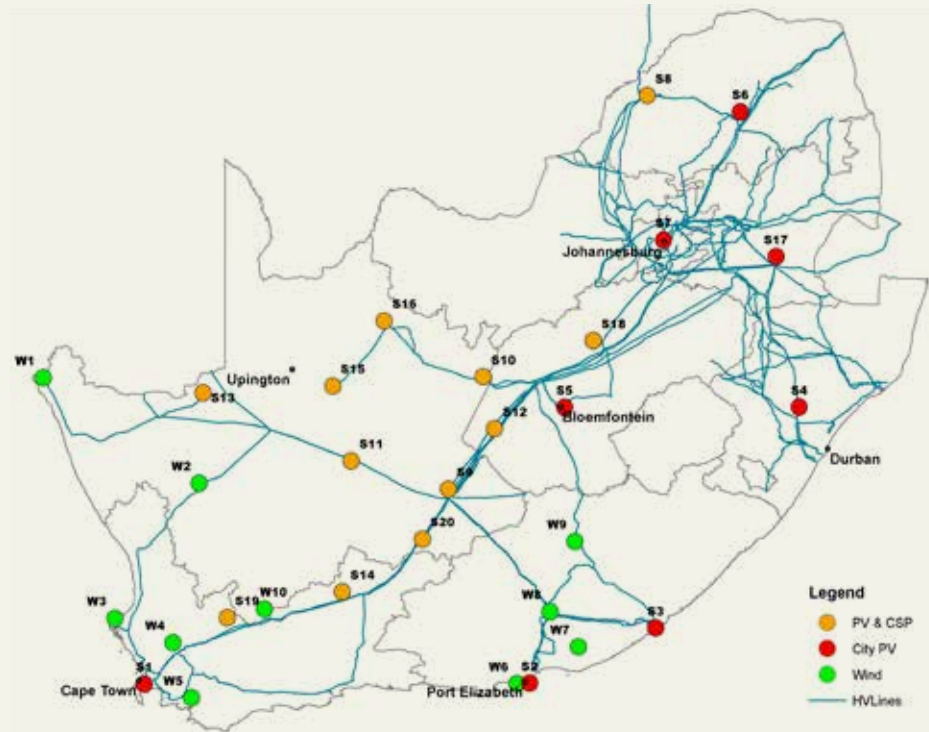 S8
S6
S7
Johannesburg
S17
S16
S18
W1
Upington
S10
S15
S13
S5
S4
Bloemfontein
S12
Durban
S11
W2
S9
S20
W9
S14
Legend
W10
S19
W8
S3
W3
PV & CSP
W4
W7
City PV
S1
W6
S2
Wind
Cape Town
W5
Port Elizabeth
HVLines